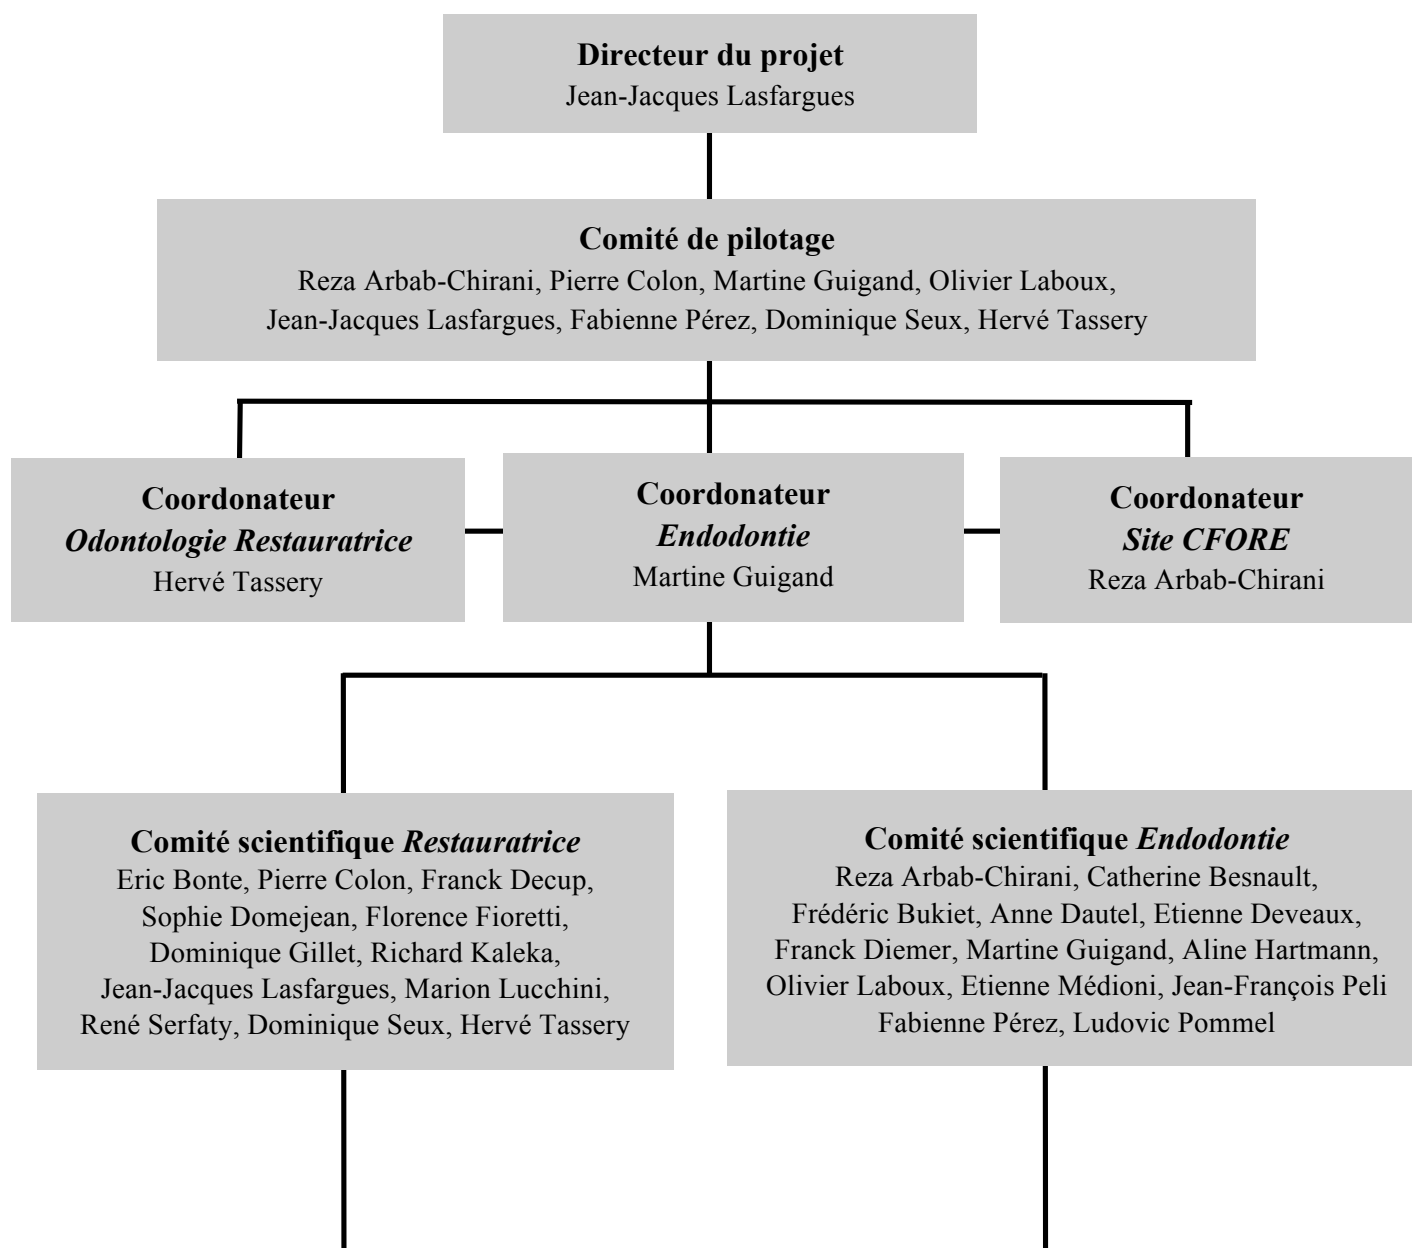 Directeur du projet
Jean-Jacques Lasfargues
Comité de pilotage
Reza Arbab-Chirani, Pierre Colon, Martine Guigand, Olivier Laboux,
Jean-Jacques Lasfargues, Fabienne Pérez, Dominique Seux, Hervé Tassery
Coordonateur
Odontologie Restauratrice
Hervé Tassery
Coordonateur
Endodontie
Martine Guigand
Coordonateur
Site CFORE
Reza Arbab-Chirani
Comité scientifique Restauratrice
Eric Bonte, Pierre Colon, Franck Decup,
Sophie Domejean, Florence Fioretti,
Dominique Gillet, Richard Kaleka,
Jean-Jacques Lasfargues, Marion Lucchini,
René Serfaty, Dominique Seux, Hervé Tassery
Comité scientifique Endodontie
Reza Arbab-Chirani, Catherine Besnault,
Frédéric Bukiet, Anne Dautel, Etienne Deveaux,
Franck Diemer, Martine Guigand, Aline Hartmann,
Olivier Laboux, Etienne Médioni, Jean-François Peli
Fabienne Pérez, Ludovic Pommel